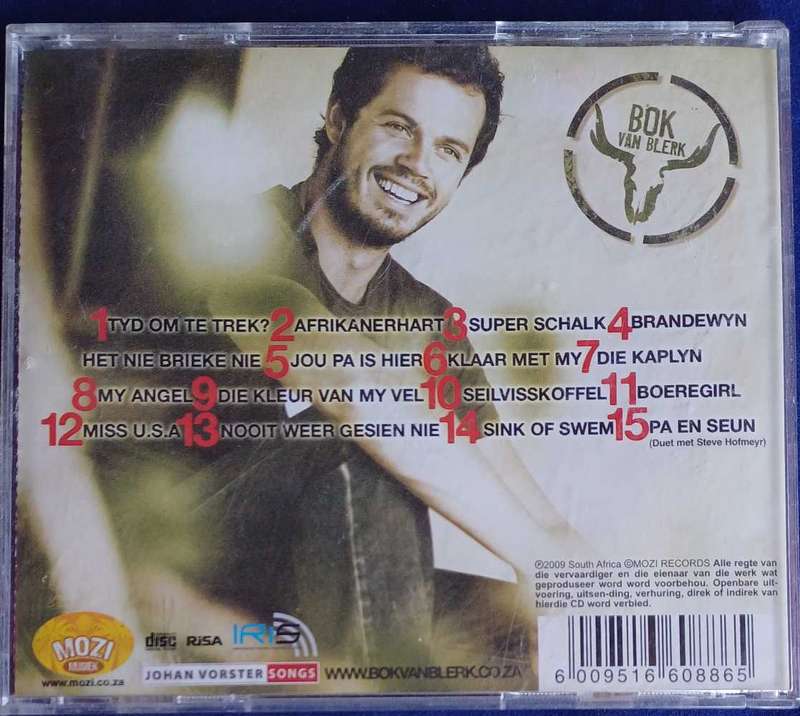 BOK
VAN BLERK
1 TYD OM TE TREK? 2 AFRIKANERHART 3 SUPER SCHALK 4 BRANDEWYN
HET NIE BRIEKE NIE 5 JOU PA IS HIER 6 KLAAR MET MY 7 DIE KAPLYN
8 MY ANGEL 9 DIE KLEUR VAN MY VEL 10 SEILVISSKOFFEL 11 BOEREGIRL
12 MISS U.S.A 13 NOOIT WEER GESIEN NIE 14 SINK OF SWEM 15 PA EN SEUN
(Duet met Steve Hofmeyr)
℗2009 South Africa ©MOZI RECORDS Alle regte van
die vervaardiger en die eienaar van die werk wat
geproduseer word word voorbehou. Openbare uit-
voering, uitsen-ding, verhuring, direk of indirek van
hierdie CD word verbied.
MOZI
MUSIEK
www.mozi.co.za
disc
RiSA
IRIS
JOHAN VORSTER SONGS
WWW.BOKVANBLERK.CO.ZA
6 009516 608865